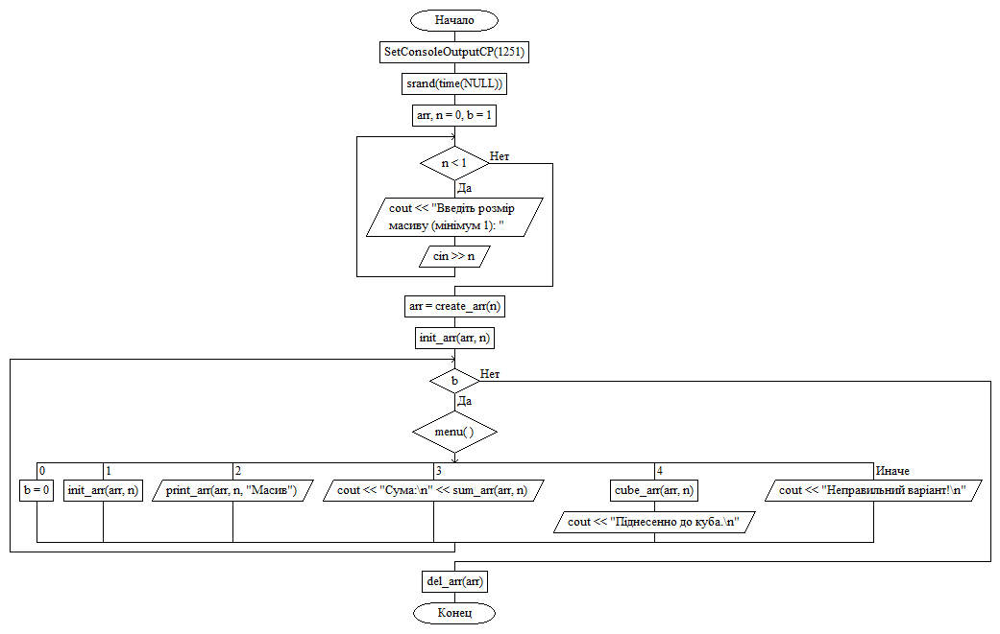 Начало
SetConsoleOutputCP(1251)
srand(time(NULL))
arr, n = 0, b = 1
n < 1
Нет
Да
cout << "Введіть розмір
масиву (мінімум 1): "
cin >> n
arr = create_arr(n)
init_arr(arr, n)
b
Нет
Да
menu( )
0
1
2
3
4
Иначе
b = 0
init_arr(arr, n)
print_arr(arr, n, "Масив")
cout << "Сума:\n" << sum_arr(arr, n)
cube_arr(arr, n)
cout << "Неправильний варіант!\n"
cout << "Піднесенно до куба.\n"
del_arr(arr)
Конец